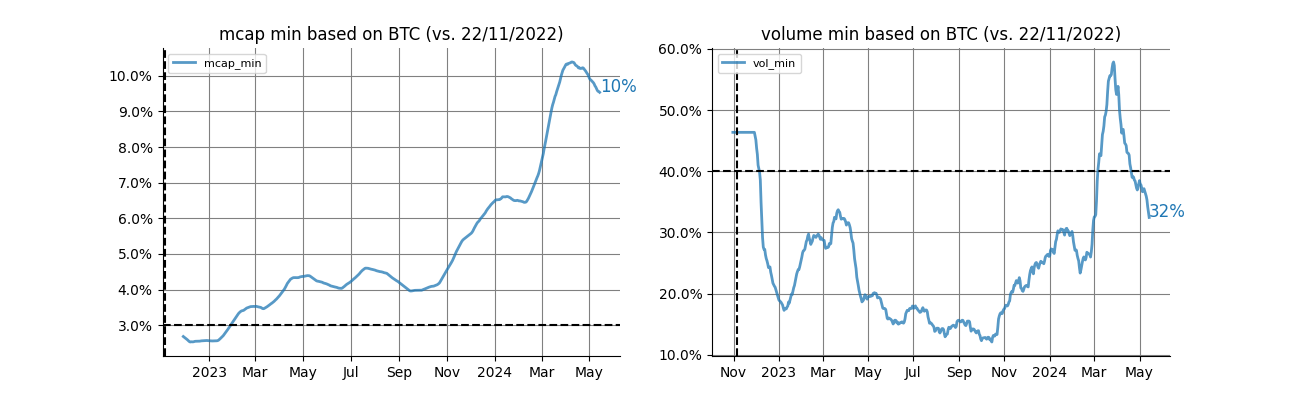 mcap min based on BTC (vs. 22/11/2022)
mcap_min
10.0%
9.0%
8.0%
7.0%
6.0%
5.0%
4.0%
3.0%
10%
2023 Mar May Jul Sep Nov 2024 Mar May
volume min based on BTC (vs. 22/11/2022)
vol_min
60.0%
50.0%
40.0%
30.0%
20.0%
10.0%
32%
Nov 2023 Mar May Jul Sep Nov 2024 Mar May